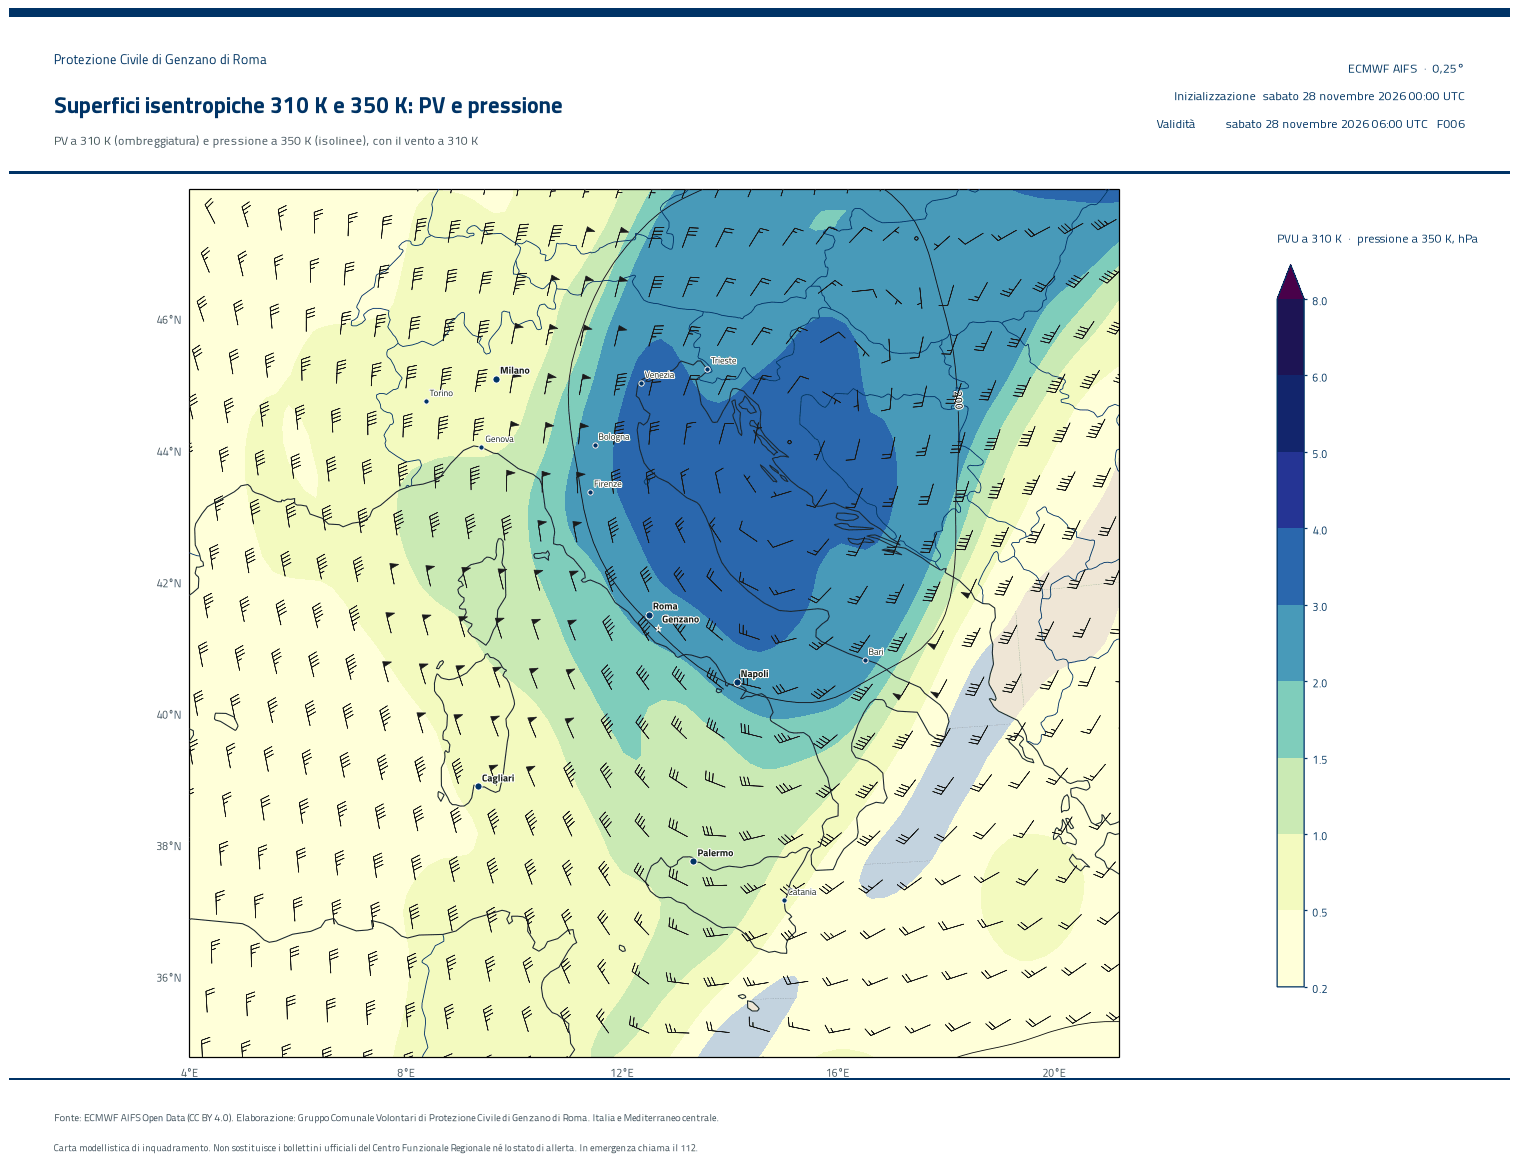 Protezione Civile di Genzano di Roma
Superfici isentropiche 310 K e 350 K: PV e pressione
PV a 310 K (ombreggiatura) e pressione a 350 K (isolinee), con il vento a 310 K
ECMWF AIFS · 0,25°
Inizializzazione sabato 28 novembre 2026 00:00 UTC
Validità sabato 28 novembre 2026 06:00 UTC F006
PVU a 310 K · pressione a 350 K, hPa
8.0
6.0
5.0
4.0
3.0
2.0
1.5
1.0
0.5
0.2
46°N
44°N
42°N
40°N
38°N
36°N
4°E
8°E
12°E
16°E
20°E
Trieste
Venezia
Milano
Torino
Genova
Bologna
Firenze
Roma
Genzano
Bari
Napoli
Cagliari
Palermo
Catania
Fonte: ECMWF AIFS Open Data (CC BY 4.0). Elaborazione: Gruppo Comunale Volontari di Protezione Civile di Genzano di Roma. Italia e Mediterraneo centrale.
Carta modellistica di inquadramento. Non sostituisce i bollettini ufficiali del Centro Funzionale Regionale né lo stato di allerta. In emergenza chiama il 112.